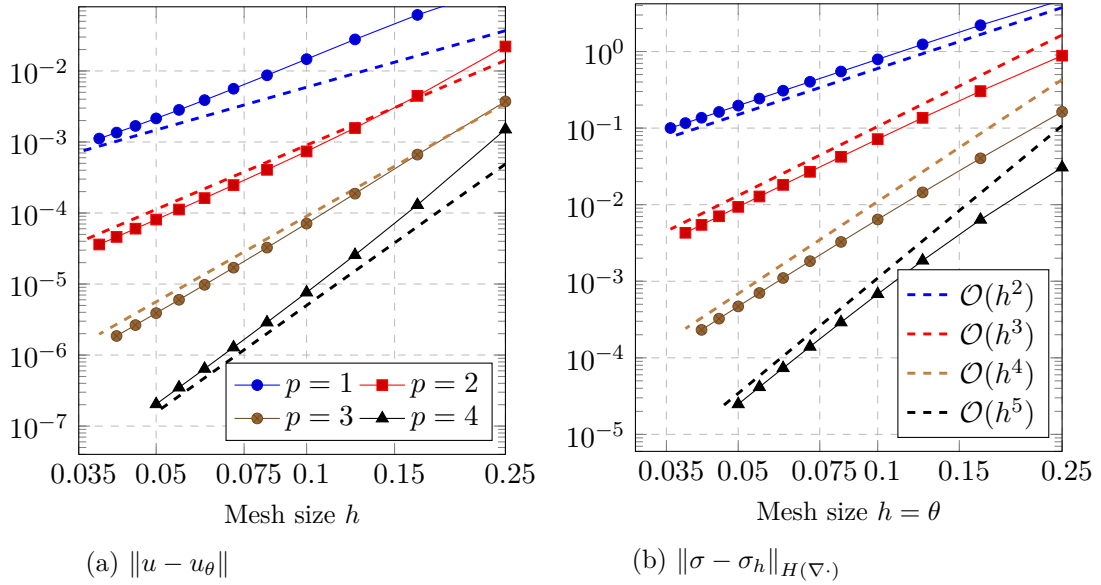 10^{-2}
10^{-3}
10^{-4}
10^{-5}
10^{-6}
10^{-7}
0.035 0.05 0.075 0.1 0.15 0.25
Mesh size h
p = 1 p = 2
p = 3 p = 4
(a) ‖u − u_θ‖
10^0
10^{-1}
10^{-2}
10^{-3}
10^{-4}
10^{-5}
0.035 0.05 0.075 0.1 0.15 0.25
Mesh size h = θ
O(h^2)
O(h^3)
O(h^4)
O(h^5)
(b) ‖σ − σ_h‖_{H(∇·)}